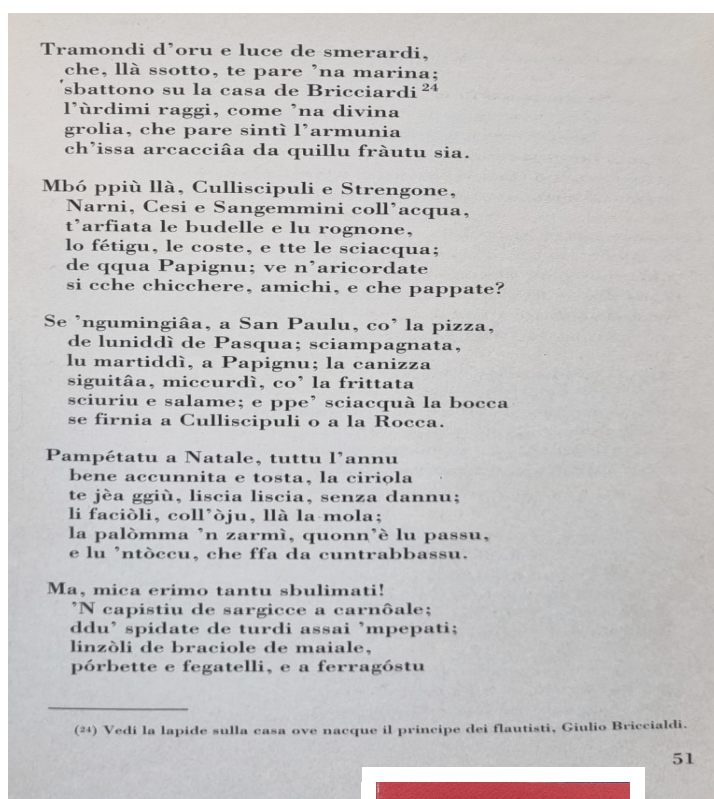 Tramondi d'oru e luce de smerardi,
che, llà ssotto, te pare 'na marina;
'sbattono su la casa de Bricciardi 24
l'ùrdimi raggi, come 'na divina
grolia, che pare sintì l'armunia
ch'issa arcacciâa da quillu fràutu sia.
Mbó ppiù llà, Culliscipuli e Strengone,
Narni, Cesi e Sangemmini coll'acqua,
t'arfiata le budelle e lu rognone,
lo fétigu, le coste, e tte le sciacqua;
de qqua Papignu; ve n'aricordate
si cche chicchere, amichi, e che pappate?
Se 'ngumingiâa, a San Paulu, co' la pizza,
de luniddì de Pasqua; sciampagnata,
lu martiddì, a Papignu; la canizza
siguitâa, miccurdì, co' la frittata
sciuriu e salame; e ppe' sciacquà la bocca
se firnia a Culliscipuli o a la Rocca.
Pampétatu a Natale, tuttu l'annu
bene accunnita e tosta, la ciriola
te jèa ggiù, liscia liscia, senza dannu;
li faciòli, coll'òju, llà la mola;
la palòmma 'n zarmì, quonn'è lu passu,
e lu 'ntòccu, che ffa da cuntrabbassu.
Ma, mica erimo tantu sbulimati!
'N capistiu de sargicce a carnôale;
ddu' spidate de turdi assai 'mpepati;
linzòli de braciole de maiale,
pórbette e fegatelli, e a ferragóstu
(24) Vedi la lapide sulla casa ove nacque il principe dei flautisti, Giulio Briccialdi.
51